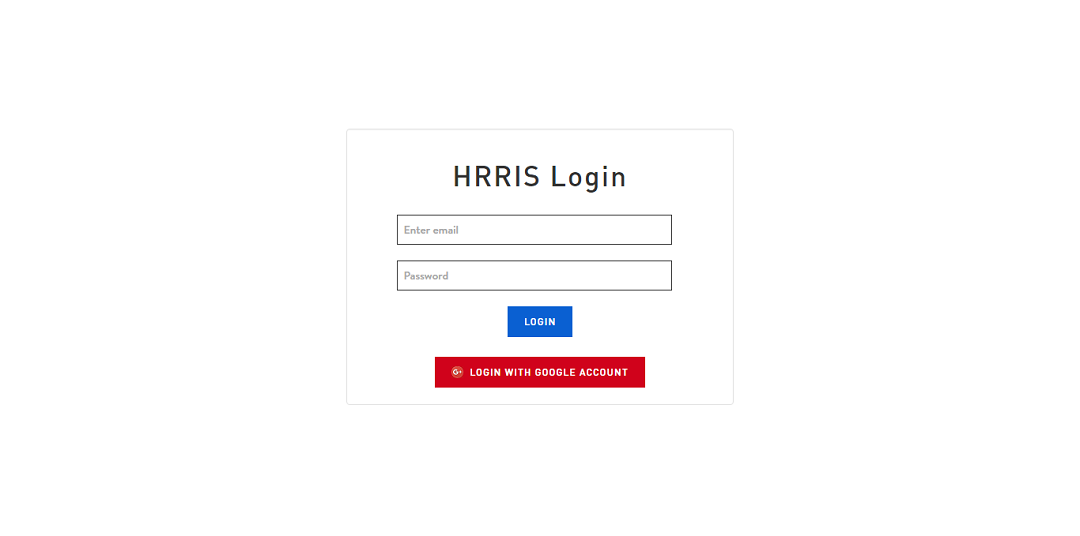 HRRIS Login
Enter email
Password
LOGIN
G+ LOGIN WITH GOOGLE ACCOUNT